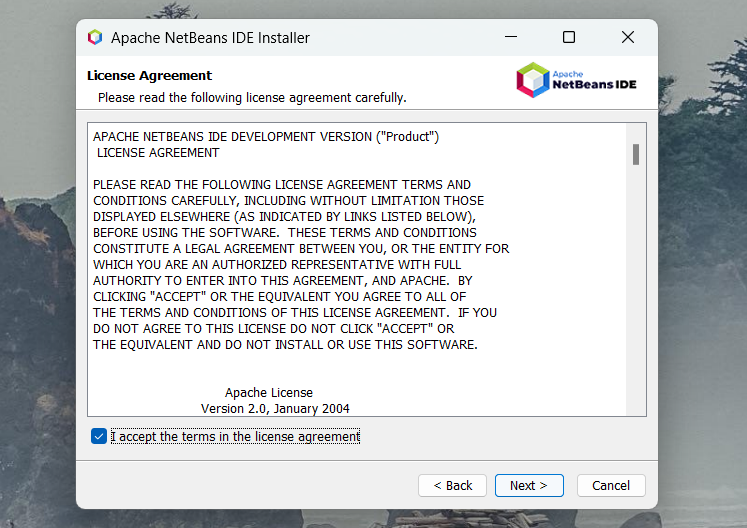 Apache NetBeans IDE Installer
License Agreement
Please read the following license agreement carefully.
Apache
NetBeans IDE
APACHE NETBEANS IDE DEVELOPMENT VERSION ("Product")
LICENSE AGREEMENT
PLEASE READ THE FOLLOWING LICENSE AGREEMENT TERMS AND
CONDITIONS CAREFULLY, INCLUDING WITHOUT LIMITATION THOSE
DISPLAYED ELSEWHERE (AS INDICATED BY LINKS LISTED BELOW),
BEFORE USING THE SOFTWARE.  THESE TERMS AND CONDITIONS
CONSTITUTE A LEGAL AGREEMENT BETWEEN YOU, OR THE ENTITY FOR
WHICH YOU ARE AN AUTHORIZED REPRESENTATIVE WITH FULL
AUTHORITY TO ENTER INTO THIS AGREEMENT, AND APACHE.  BY
CLICKING "ACCEPT" OR THE EQUIVALENT YOU AGREE TO ALL OF
THE TERMS AND CONDITIONS OF THIS LICENSE AGREEMENT.  IF YOU
DO NOT AGREE TO THIS LICENSE DO NOT CLICK "ACCEPT" OR
THE EQUIVALENT AND DO NOT INSTALL OR USE THIS SOFTWARE.
Apache License
Version 2.0, January 2004
I accept the terms in the license agreement
< Back
Next >
Cancel